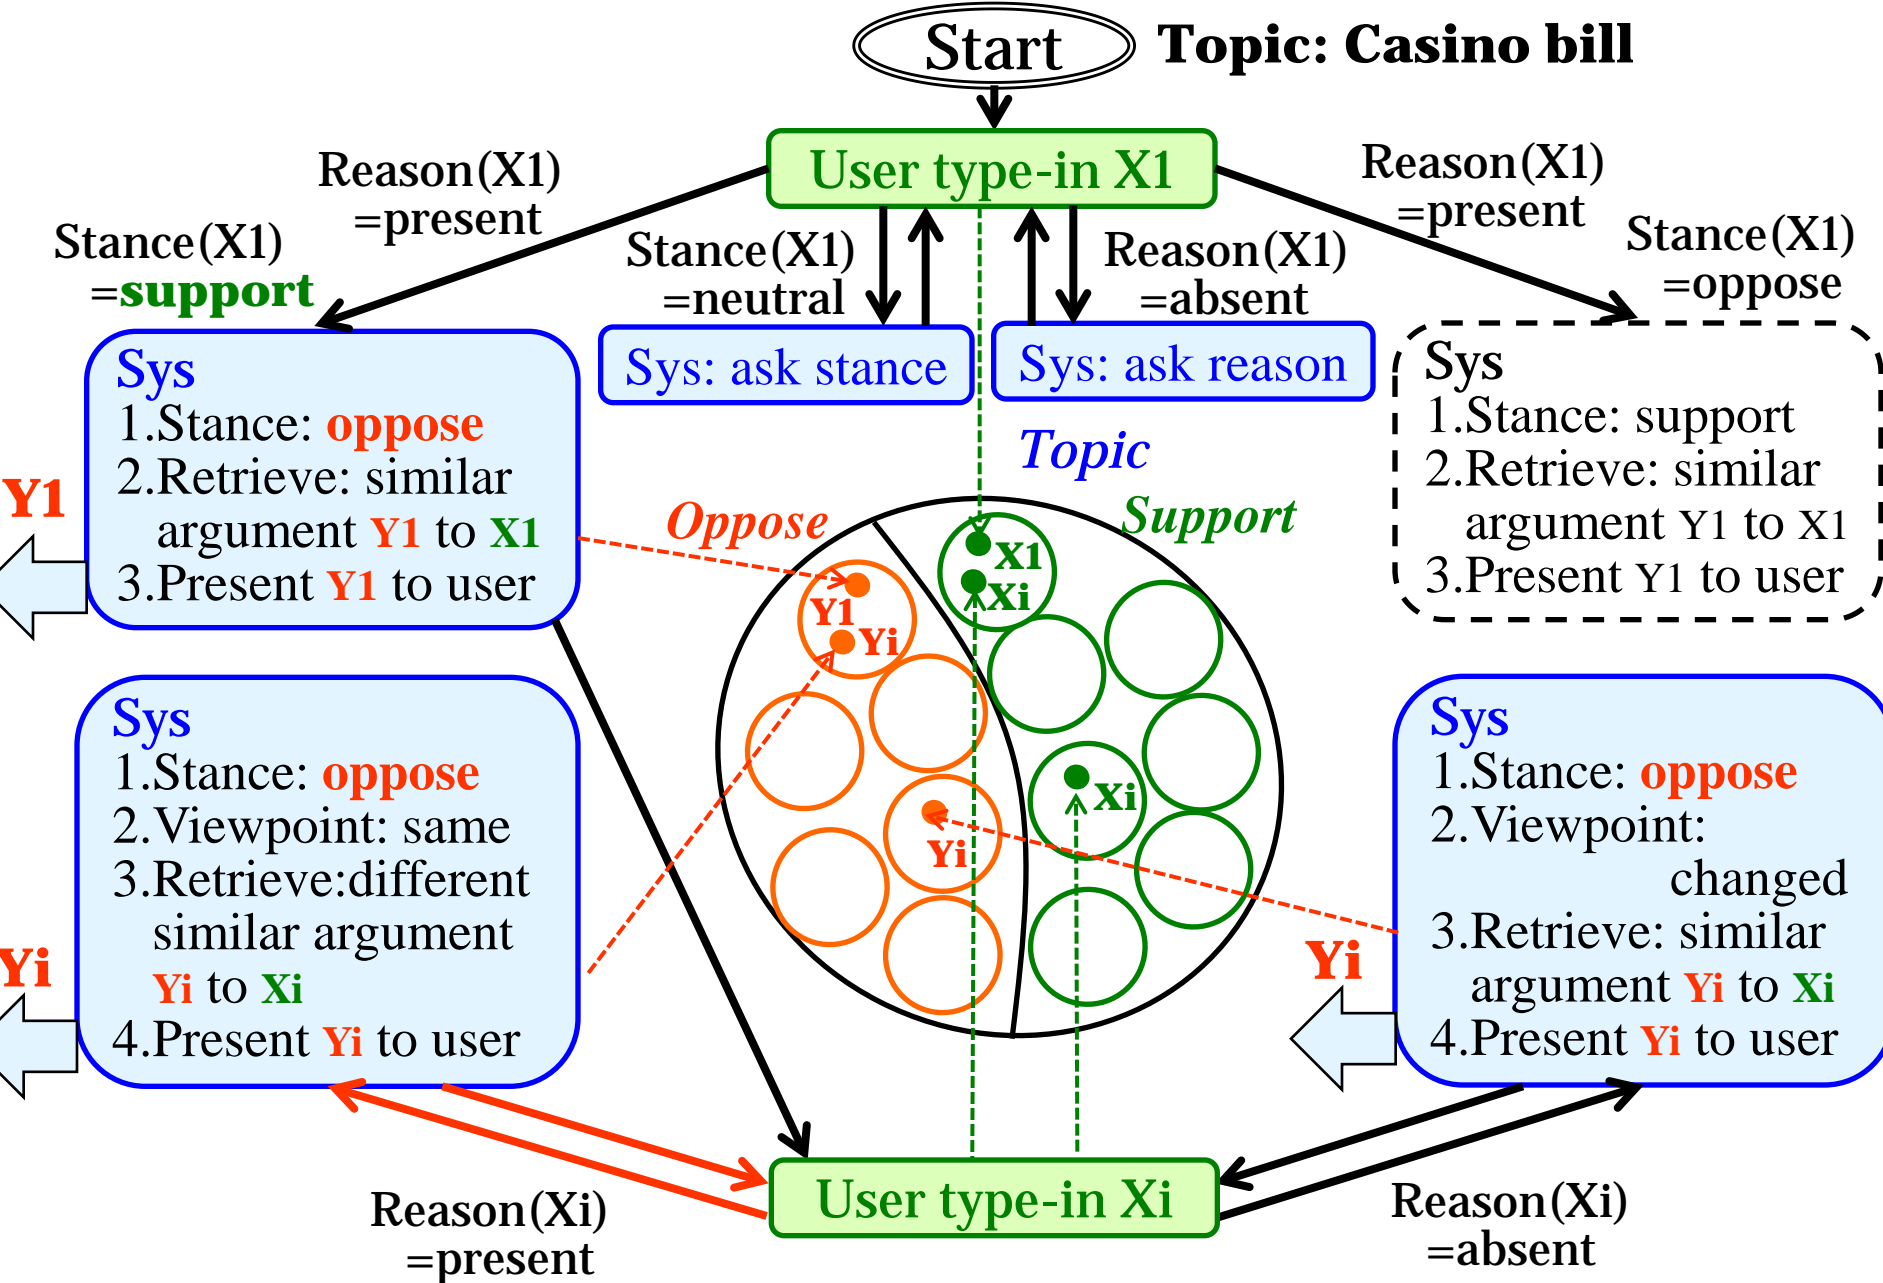 Start
Topic: Casino bill
User type-in X1
Reason(X1)
=present
Stance(X1)
=support
Stance(X1)
=neutral
Reason(X1)
=absent
Reason(X1)
=present
Stance(X1)
=oppose
Sys
1.Stance: oppose
2.Retrieve: similar
argument Y1 to X1
3.Present Y1 to user
Y1
Sys: ask stance
Sys: ask reason
Sys
1.Stance: support
2.Retrieve: similar
argument Y1 to X1
3.Present Y1 to user
Topic
Oppose
Support
X1
Xi
Y1
Yi
Xi
Yi
Sys
1.Stance: oppose
2.Viewpoint: same
3.Retrieve:different
similar argument
Yi to Xi
4.Present Yi to user
Yi
Sys
1.Stance: oppose
2.Viewpoint:
changed
3.Retrieve: similar
argument Yi to Xi
4.Present Yi to user
Yi
User type-in Xi
Reason(Xi)
=present
Reason(Xi)
=absent